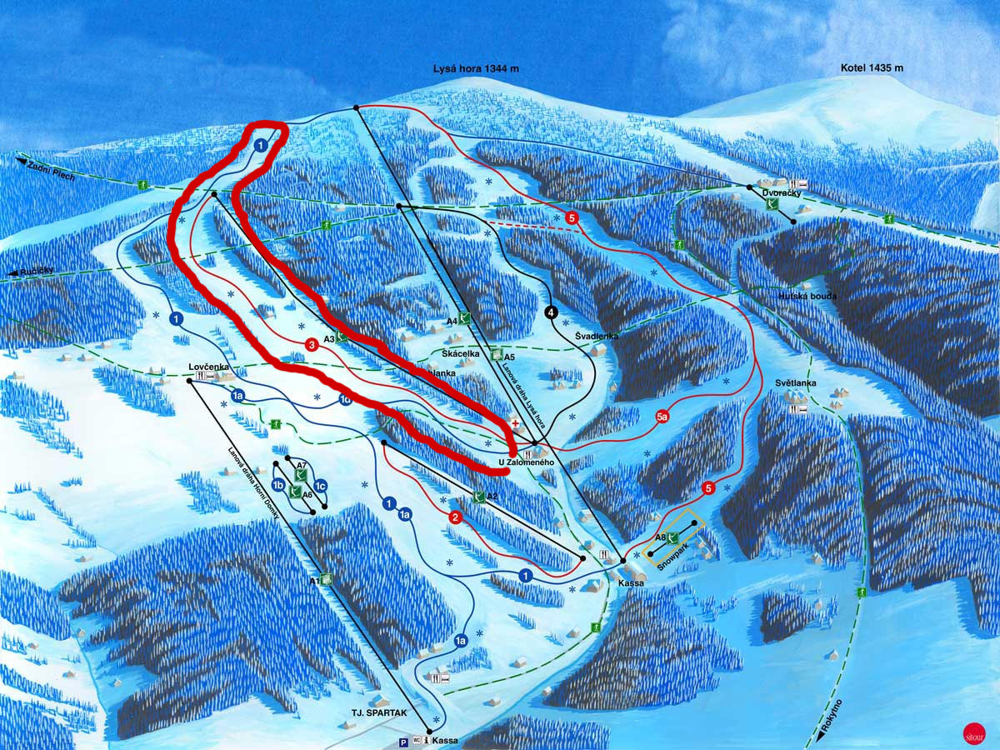 Lysá hora 1344 m
Kotel 1435 m
1
Zadní Plech
5
Dvoračky
Ručičky
Hutská bouda
1
4
A4
Švadlenka
3
A3
Skácelka
A5
Lovčenka
Lanová dráha Lysá hora
Světlanka
1a
5a
U Zalomeného
Lanová dráha Horní Domky
A7
1b
1c
A6
5
1
1a
A2
2
A8
Snowpark
1
Kassa
A1
1a
Rokytno
TJ. SPARTAK
P
WC
i
Kassa
sitour